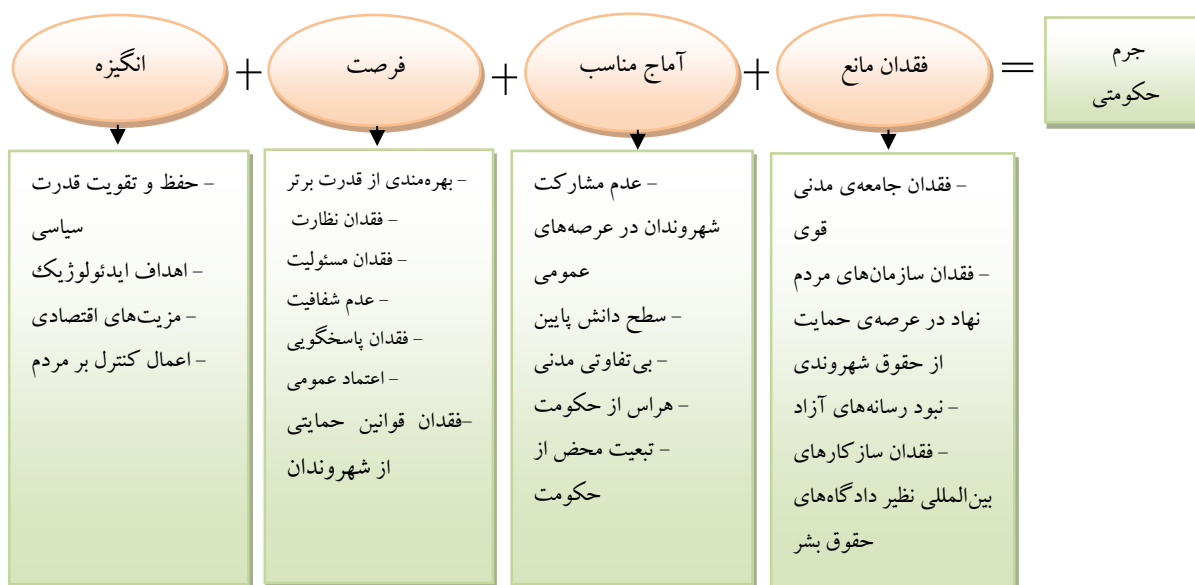 انگیزه
+
فرصت
+
آماج مناسب
+
فقدان مانع
=
جرم
حکومتی
– حفظ و تقویت قدرت
سیاسی
– اهداف ایدئولوژیک
– مزیت‌های اقتصادی
– اعمال کنترل بر مردم
– بهره‌مندی از قدرت برتر
– فقدان نظارت
– فقدان مسئولیت
– عدم شفافیت
– فقدان پاسخگویی
– اعتماد عمومی
–فقدان قوانین حمایتی
از شهروندان
– عدم مشارکت
شهروندان در عرصه‌های
عمومی
– سطح دانش پایین
– بی‌تفاوتی مدنی
– هراس از حکومت
– تبعیت محض از
حکومت
– فقدان جامعه‌ی مدنی
قوی
– فقدان سازمان‌های مردم
نهاد در عرصه‌ی حمایت
از حقوق شهروندی
– نبود رسانه‌های آزاد
– فقدان سازکارهای
بین‌المللی نظیر دادگاه‌های
حقوق بشر